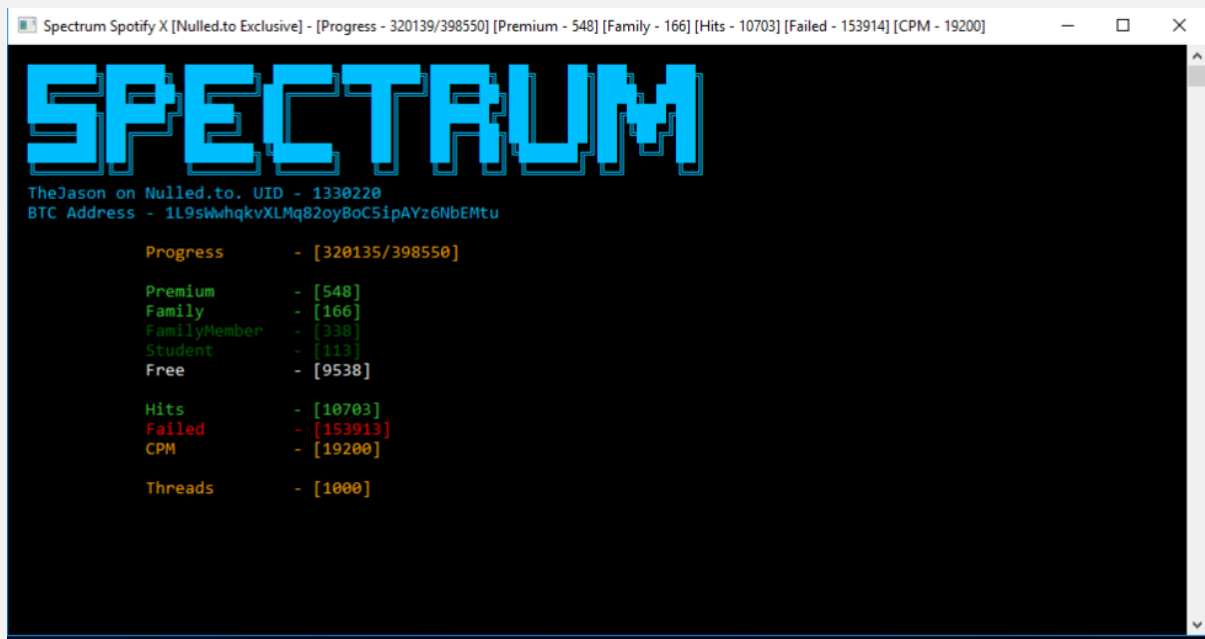 Spectrum Spotify X [Nulled.to Exclusive] - [Progress - 320139/398550] [Premium - 548] [Family - 166] [Hits - 10703] [Failed - 153914] [CPM - 19200]
SPECTRUM
TheJason on Nulled.to. UID - 1330220
BTC Address - 1L9sWwhqkvXLMq82oyBoC5ipAYz6NbEMtu
Progress - [320135/398550]
Premium - [548]
Family - [166]
FamilyMember - [338]
Student - [113]
Free - [9538]
Hits - [10703]
Failed - [153913]
CPM - [19200]
Threads - [1000]